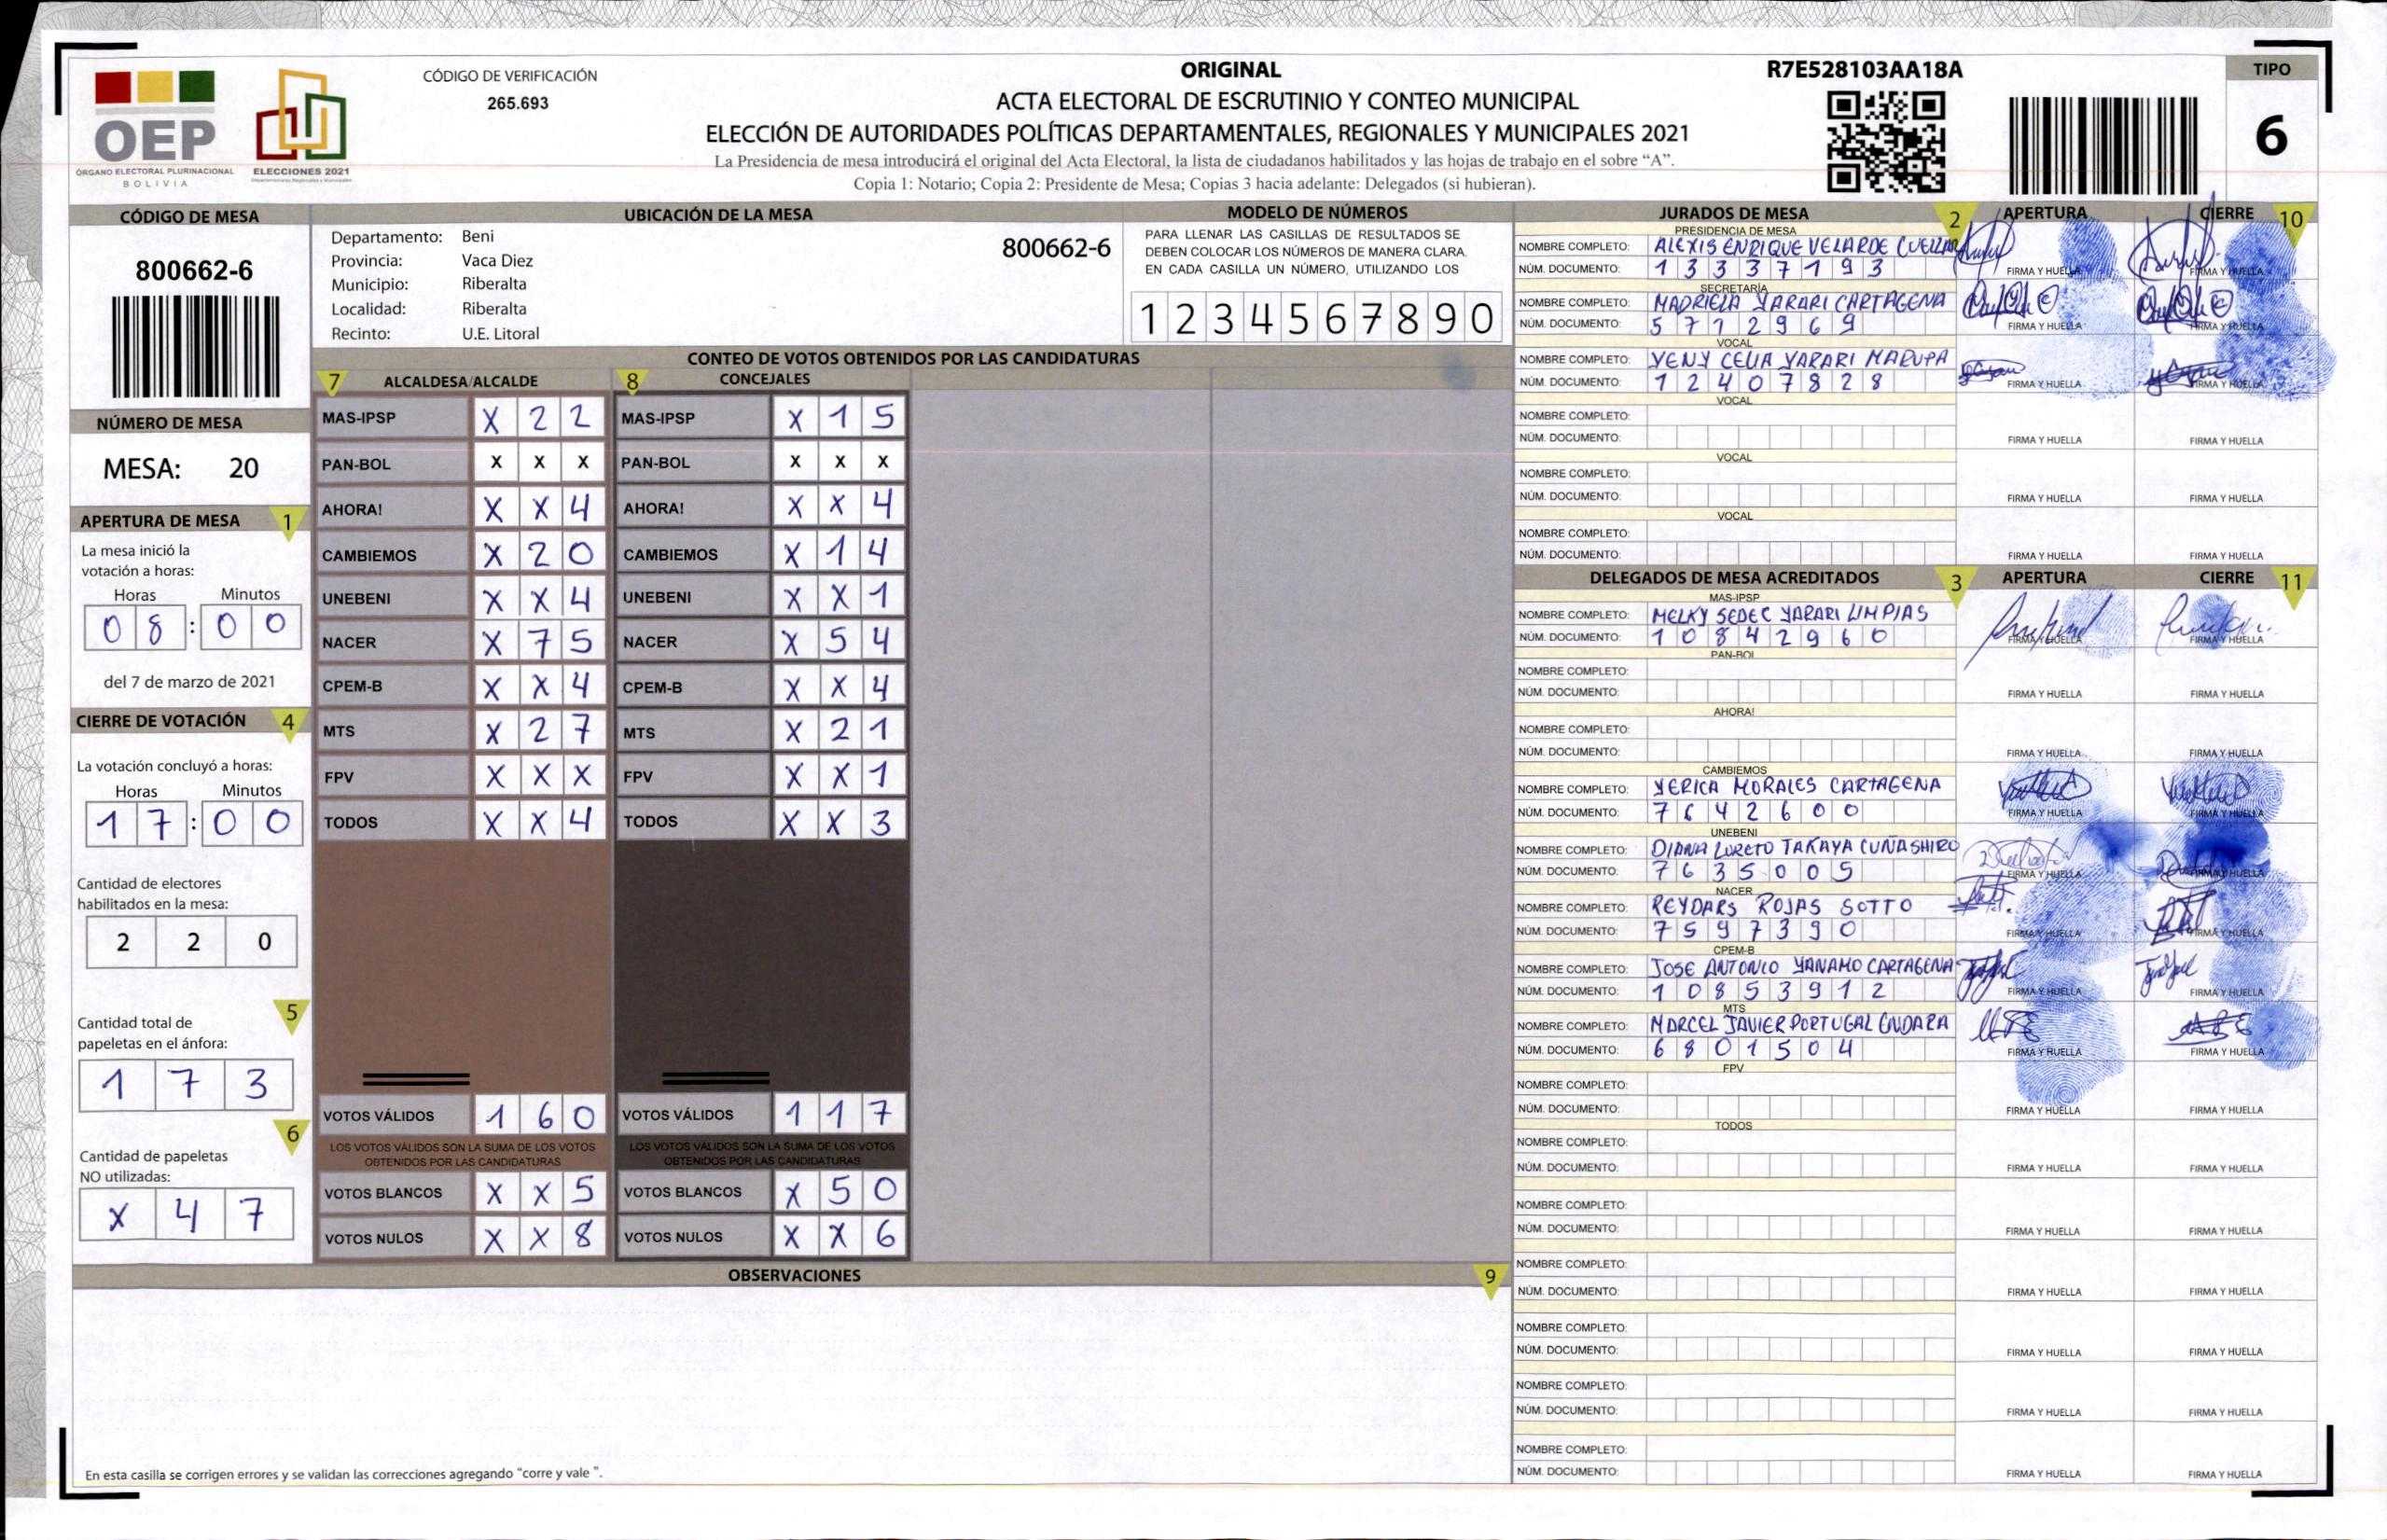 ORIGINAL
R7E528103AA18A
TIPO
6
OEP
ÓRGANO ELECTORAL PLURINACIONAL
BOLIVIA
ELECCIONES 2021
CÓDIGO DE VERIFICACIÓN
265.693
ACTA ELECTORAL DE ESCRUTINIO Y CONTEO MUNICIPAL
ELECCIÓN DE AUTORIDADES POLÍTICAS DEPARTAMENTALES, REGIONALES Y MUNICIPALES 2021
La Presidencia de mesa introducirá el original del Acta Electoral, la lista de ciudadanos habilitados y las hojas de trabajo en el sobre “A”.
Copia 1: Notario; Copia 2: Presidente de Mesa; Copias 3 hacia adelante: Delegados (si hubieran).
CÓDIGO DE MESA
800662-6
NÚMERO DE MESA
MESA: 20
APERTURA DE MESA 1
La mesa inició la
votación a horas:
Horas Minutos
0 8 : 0 0
del 7 de marzo de 2021
CIERRE DE VOTACIÓN 4
La votación concluyó a horas:
Horas Minutos
1 7 : 0 0
Cantidad de electores
habilitados en la mesa:
2 2 0
5
Cantidad total de
papeletas en el ánfora:
1 7 3
6
Cantidad de papeletas
NO utilizadas:
X 4 7
UBICACIÓN DE LA MESA
Departamento: Beni
Provincia: Vaca Diez
Municipio: Riberalta
Localidad: Riberalta
Recinto: U.E. Litoral
800662-6
MODELO DE NÚMEROS
PARA LLENAR LAS CASILLAS DE RESULTADOS SE
DEBEN COLOCAR LOS NÚMEROS DE MANERA CLARA.
EN CADA CASILLA UN NÚMERO, UTILIZANDO LOS
1 2 3 4 5 6 7 8 9 0
CONTEO DE VOTOS OBTENIDOS POR LAS CANDIDATURAS
7 ALCALDESA/ALCALDE 8 CONCEJALES
MAS-IPSP X 2 2 MAS-IPSP X 1 5
PAN-BOL X X X PAN-BOL X X X
AHORA! X X 4 AHORA! X X 4
CAMBIEMOS X 2 0 CAMBIEMOS X 1 4
UNEBENI X X 4 UNEBENI X X 1
NACER X 7 5 NACER X 5 4
CPEM-B X X 4 CPEM-B X X 4
MTS X 2 7 MTS X 2 1
FPV X X X FPV X X 1
TODOS X X 4 TODOS X X 3
VOTOS VÁLIDOS 1 6 0 VOTOS VÁLIDOS 1 1 7
LOS VOTOS VÁLIDOS SON LA SUMA DE LOS VOTOS LOS VOTOS VÁLIDOS SON LA SUMA DE LOS VOTOS
OBTENIDOS POR LAS CANDIDATURAS OBTENIDOS POR LAS CANDIDATURAS
VOTOS BLANCOS X X 5 VOTOS BLANCOS X 5 0
VOTOS NULOS X X 8 VOTOS NULOS X X 6
OBSERVACIONES 9
En esta casilla se corrigen errores y se validan las correcciones agregando “corre y vale ”.
JURADOS DE MESA 2 APERTURA CIERRE 10
PRESIDENCIA DE MESA
NOMBRE COMPLETO: ALEXIS ENRIQUE VELARDE CUELLAR
NÚM. DOCUMENTO: 1 3 3 3 7 1 9 3 FIRMA Y HUELLA FIRMA Y HUELLA
SECRETARÍA
NOMBRE COMPLETO: MADRIELA YARARI CARTAGENA
NÚM. DOCUMENTO: 5 7 1 2 9 6 9 FIRMA Y HUELLA FIRMA Y HUELLA
VOCAL
NOMBRE COMPLETO: YENY CELIA YARARI MARUPA
NÚM. DOCUMENTO: 1 2 4 0 7 8 2 8 FIRMA Y HUELLA FIRMA Y HUELLA
VOCAL
NOMBRE COMPLETO:
NÚM. DOCUMENTO: FIRMA Y HUELLA FIRMA Y HUELLA
VOCAL
NOMBRE COMPLETO:
NÚM. DOCUMENTO: FIRMA Y HUELLA FIRMA Y HUELLA
VOCAL
NOMBRE COMPLETO:
NÚM. DOCUMENTO: FIRMA Y HUELLA FIRMA Y HUELLA
DELEGADOS DE MESA ACREDITADOS 3 APERTURA CIERRE 11
MAS-IPSP
NOMBRE COMPLETO: MELKY SEDEC YARARI LIMPIAS
NÚM. DOCUMENTO: 1 0 8 4 2 9 6 0 FIRMA Y HUELLA FIRMA Y HUELLA
PAN-BOL
NOMBRE COMPLETO:
NÚM. DOCUMENTO: FIRMA Y HUELLA FIRMA Y HUELLA
AHORA!
NOMBRE COMPLETO:
NÚM. DOCUMENTO: FIRMA Y HUELLA FIRMA Y HUELLA
CAMBIEMOS
NOMBRE COMPLETO: YERICA MORALES CARTAGENA
NÚM. DOCUMENTO: 7 6 4 2 6 0 0 FIRMA Y HUELLA FIRMA Y HUELLA
UNEBENI
NOMBRE COMPLETO: DIANA LORETO TAKAYA CUÑASHIRO
NÚM. DOCUMENTO: 7 6 3 5 0 0 5 FIRMA Y HUELLA FIRMA Y HUELLA
NACER
NOMBRE COMPLETO: REYDARS ROJAS SOTTO
NÚM. DOCUMENTO: 7 5 9 7 3 9 0 FIRMA Y HUELLA FIRMA Y HUELLA
CPEM-B
NOMBRE COMPLETO: JOSE ANTONIO YANAMO CARTAGENA
NÚM. DOCUMENTO: 1 0 8 5 3 9 1 2 FIRMA Y HUELLA FIRMA Y HUELLA
MTS
NOMBRE COMPLETO: MARCEL JAVIER PORTUGAL ENDARA
NÚM. DOCUMENTO: 6 8 0 1 5 0 4 FIRMA Y HUELLA FIRMA Y HUELLA
FPV
NOMBRE COMPLETO:
NÚM. DOCUMENTO: FIRMA Y HUELLA FIRMA Y HUELLA
TODOS
NOMBRE COMPLETO:
NÚM. DOCUMENTO: FIRMA Y HUELLA FIRMA Y HUELLA
NOMBRE COMPLETO:
NÚM. DOCUMENTO: FIRMA Y HUELLA FIRMA Y HUELLA
NOMBRE COMPLETO:
NÚM. DOCUMENTO: FIRMA Y HUELLA FIRMA Y HUELLA
NOMBRE COMPLETO:
NÚM. DOCUMENTO: FIRMA Y HUELLA FIRMA Y HUELLA
NOMBRE COMPLETO:
NÚM. DOCUMENTO: FIRMA Y HUELLA FIRMA Y HUELLA
NOMBRE COMPLETO:
NÚM. DOCUMENTO: FIRMA Y HUELLA FIRMA Y HUELLA